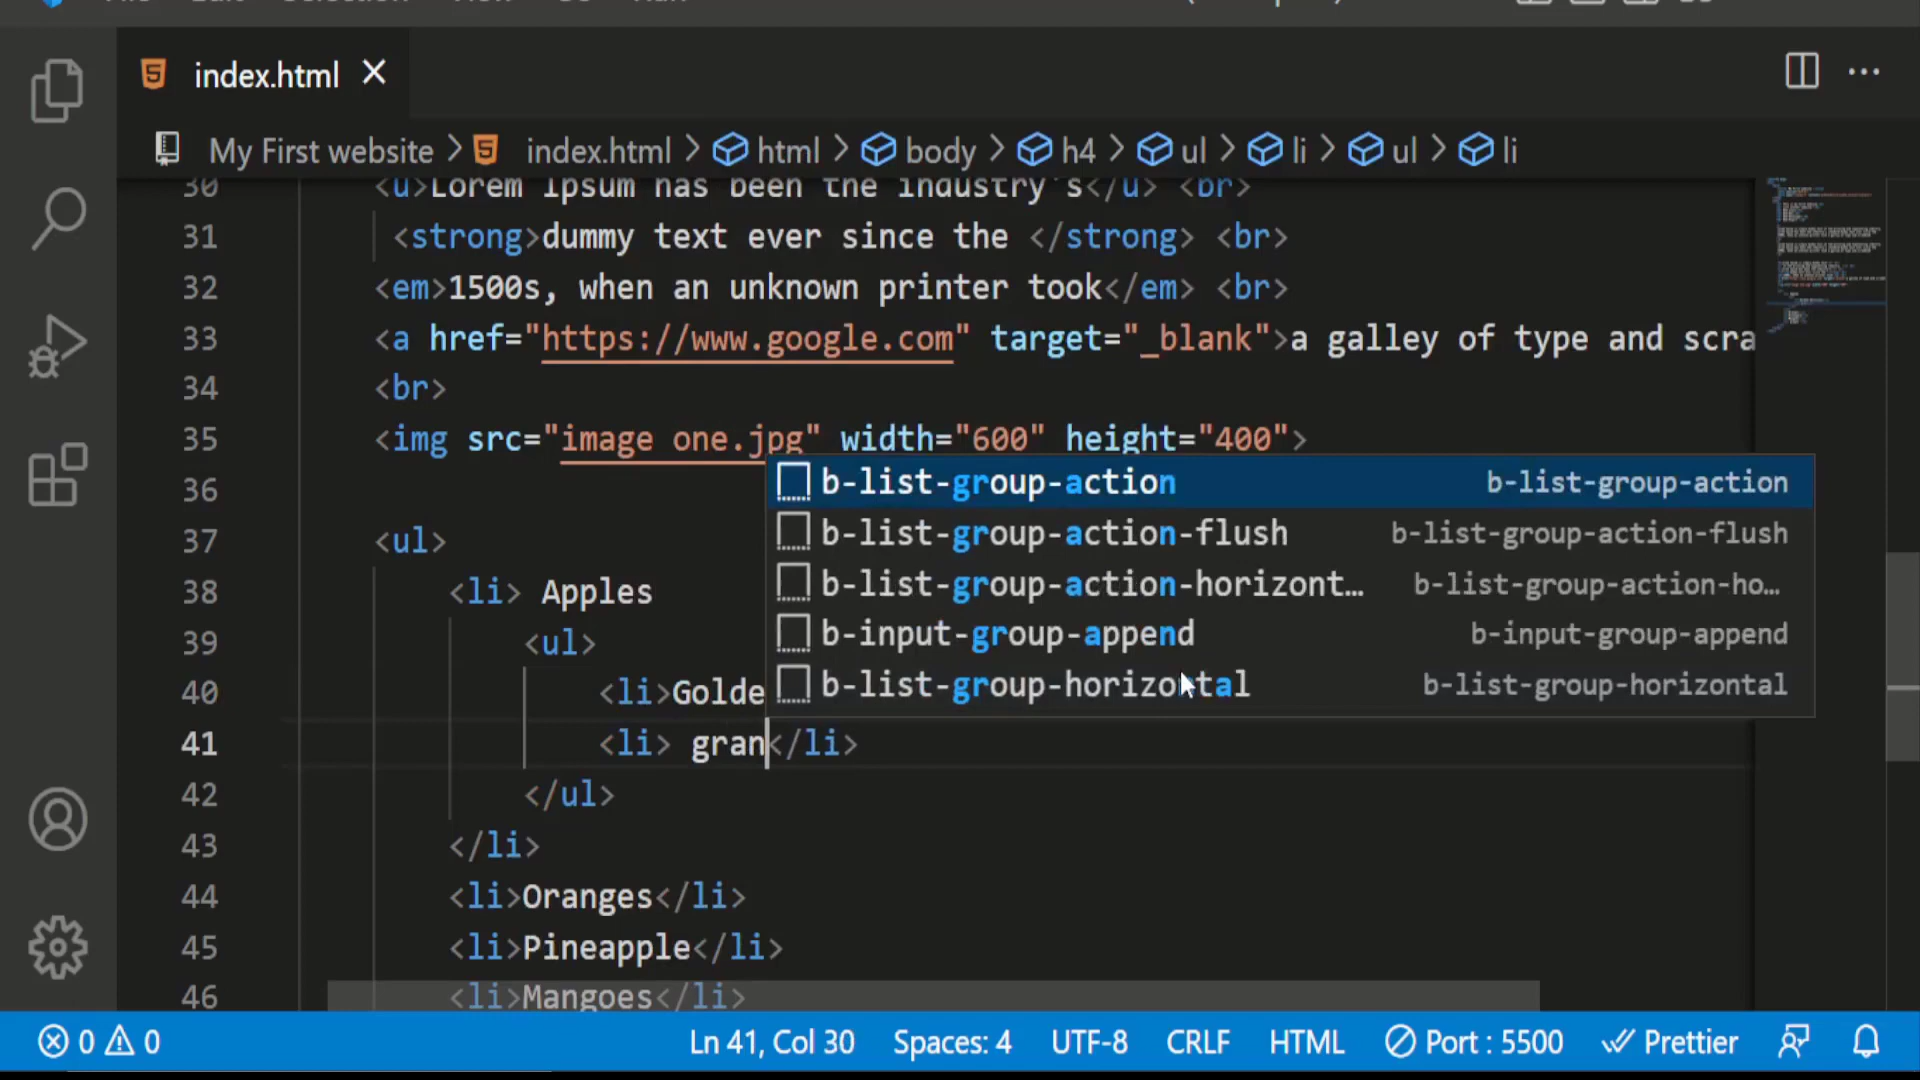 index.html
My First website > index.html > html > body > h4 > ul > li > ul > li
30 <u>Lorem Ipsum has been the industry's</u> <br>
31 <strong>dummy text ever since the </strong> <br>
32 <em>1500s, when an unknown printer took</em> <br>
33 <a href="https://www.google.com" target="_blank">a galley of type and scra
34 <br>
35 <img src="image one.jpg" width="600" height="400">
36
b-list-group-action b-list-group-action
b-list-group-action-flush b-list-group-action-flush
b-list-group-action-horizont… b-list-group-action-ho…
b-input-group-append b-input-group-append
b-list-group-horizontal b-list-group-horizontal
37 <ul>
38 <li> Apples
39 <ul>
40 <li>Golde
41 <li> gran</li>
42 </ul>
43 </li>
44 <li>Oranges</li>
45 <li>Pineapple</li>
46 <li>Mangoes</li>
0 0 Ln 41, Col 30 Spaces: 4 UTF-8 CRLF HTML Port : 5500 Prettier